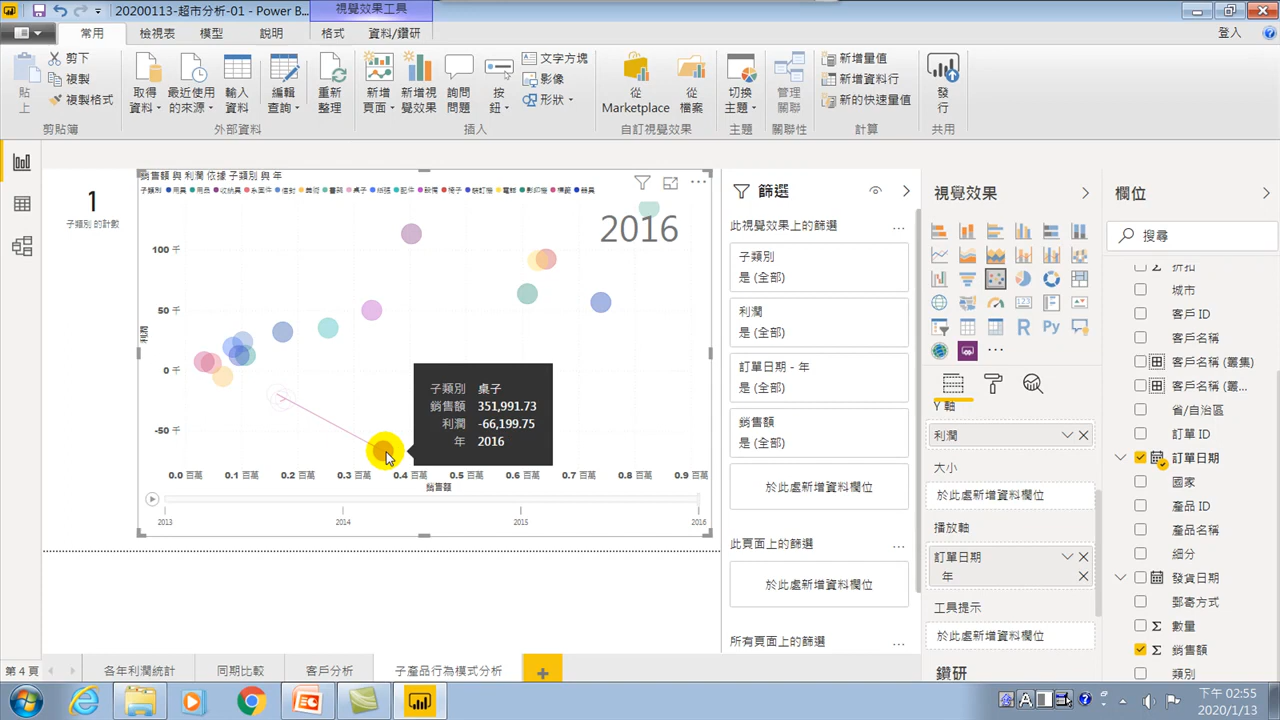 20200113-超市分析-01 - Power B...
視覺效果工具
常用
檢視表
模型
說明
格式
資料/鑽研
登入
貼上
剪下
複製
複製格式
剪貼簿
取得資料
最近使用的來源
輸入資料
編輯查詢
重新整理
外部資料
新增頁面
新增視覺效果
詢問問題
按鈕
文字方塊
影像
形狀
插入
從 Marketplace
從檔案
自訂視覺效果
切換主題
主題
管理關聯
關聯性
新增量值
新增資料行
新的快速量值
計算
發行
共用
1
子類別 的計數
銷售額 與 利潤 依據 子類別 與 年
子類別
2016
100 千
50 千
0 千
-50 千
利潤
子類別 桌子
銷售額 351,991.73
利潤 -66,199.75
年 2016
0.0 百萬
0.1 百萬
0.2 百萬
0.3 百萬
0.4 百萬
0.5 百萬
0.6 百萬
0.7 百萬
0.8 百萬
0.9 百萬
銷售額
2013
2014
2015
2016
篩選
此視覺效果上的篩選
...
子類別
是 (全部)
利潤
是 (全部)
訂單日期 - 年
是 (全部)
銷售額
是 (全部)
於此處新增資料欄位
此頁面上的篩選
...
於此處新增資料欄位
所有頁面上的篩選
...
視覺效果
R
Py
...
Y 軸
利潤
大小
於此處新增資料欄位
播放軸
訂單日期
年
工具提示
於此處新增資料欄位
鑽研
欄位
搜尋
折扣
城市
客戶 ID
客戶名稱
客戶名稱 (叢集)
客戶名稱 (叢...
省/自治區
訂單 ID
訂單日期
國家
產品 ID
產品名稱
細分
發貨日期
郵寄方式
數量
銷售額
類別
第 4 頁
各年利潤統計
同期比較
客戶分析
子產品行為模式分析
下午 02:55
2020/1/13